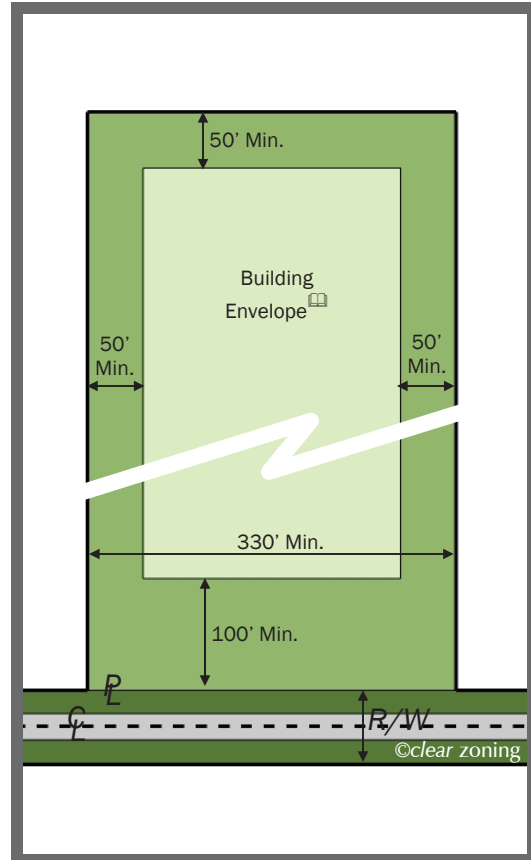 50’ Min.
Building
Envelope
50’
Min.
50’
Min.
330’ Min.
100’ Min.
PL
CL
R/W
©clear zoning